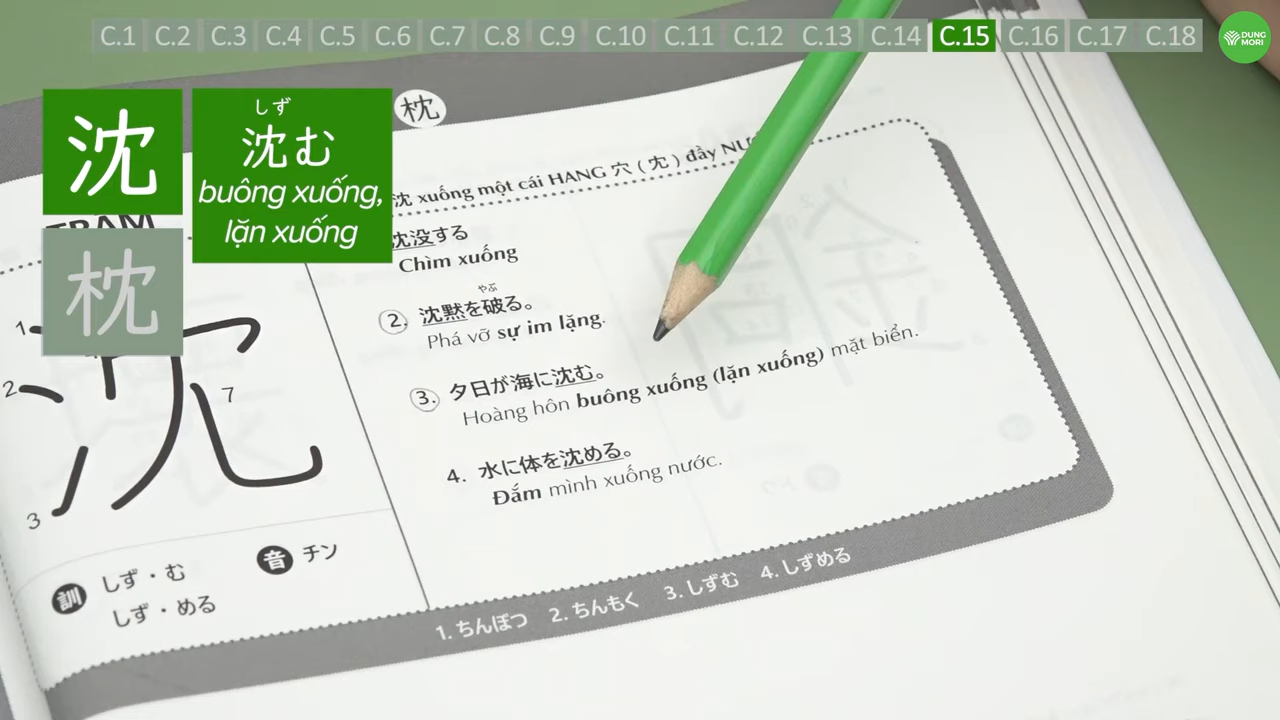 C.1 C.2 C.3 C.4 C.5 C.6 C.7 C.8 C.9 C.10 C.11 C.12 C.13 C.14 C.15 C.16 C.17 C.18
DUNG
MORI
沈
しず
沈む
buông xuống,
lặn xuống
枕
枕
沈 xuống một cái HANG 穴 ( 冘 ) đầy
沈没する
Chìm xuống
2. 沈黙を破る。
やぶ
Phá vỡ sự im lặng.
3. 夕日が海に沈む。
Hoàng hôn buông xuống (lặn xuống) mặt biển.
4. 水に体を沈める。
Đắm mình xuống nước.
1
2
3
7
訓 しず・む
しず・める
音 チン
1. ちんぼつ 2. ちんもく 3. しずむ 4. しずめる